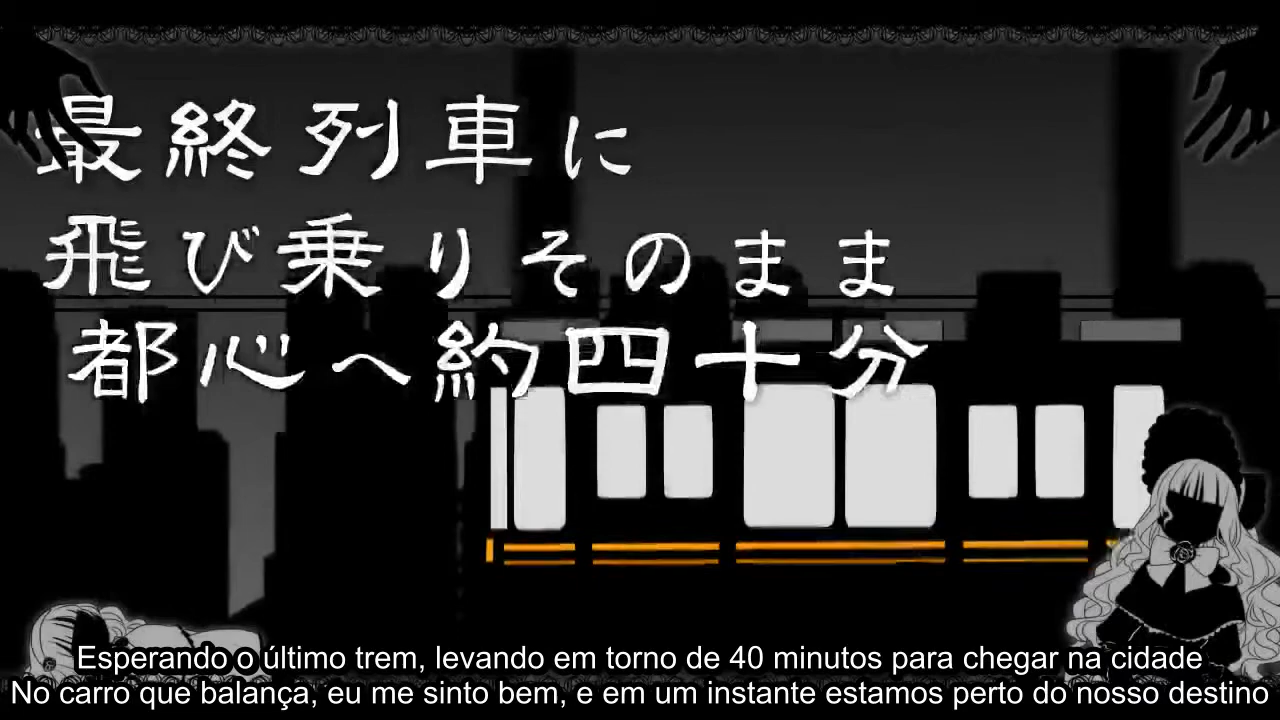 最終列車に
飛び乗りそのまま
都心へ約四十分
Esperando o último trem, levando em torno de 40 minutos para chegar na cidade
No carro que balança, eu me sinto bem, e em um instante estamos perto do nosso destino